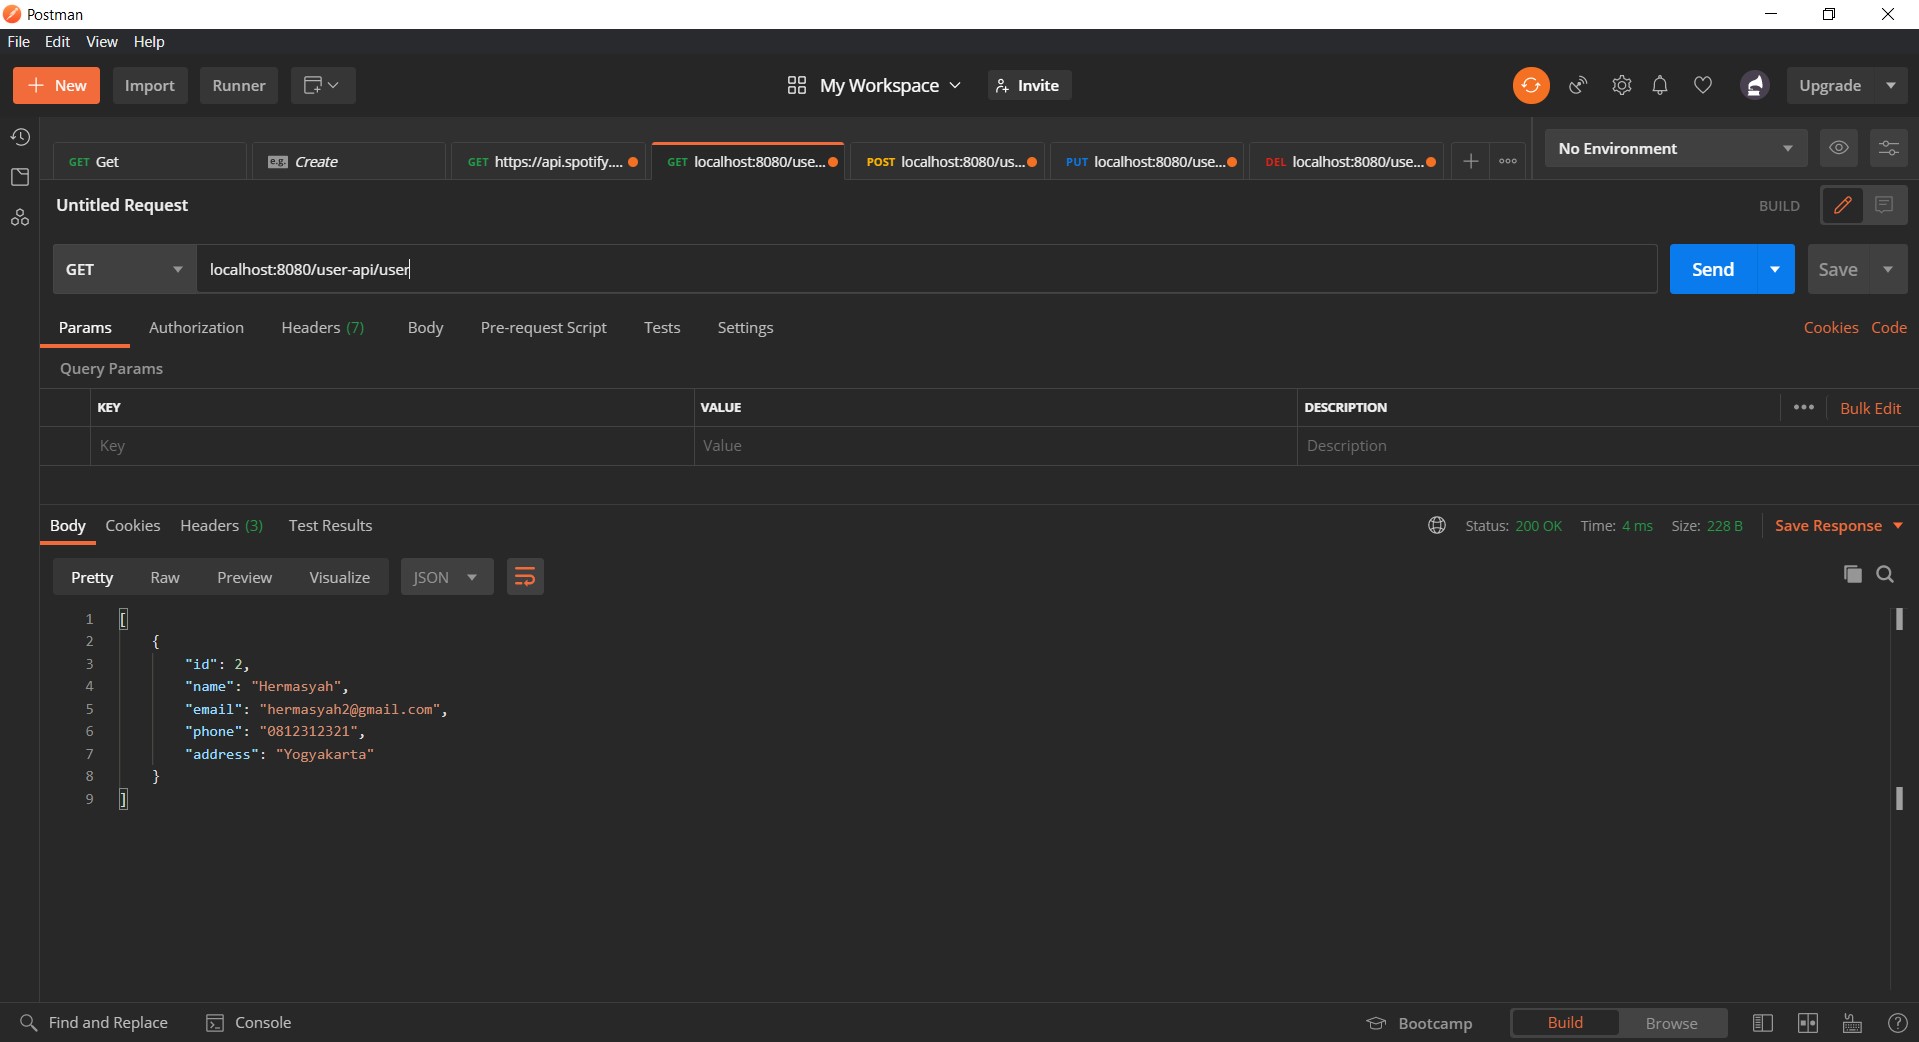 Postman
File Edit View Help
+ New Import Runner My Workspace Invite Upgrade
GET Get e.g. Create GET https://api.spotify.... GET localhost:8080/use... POST localhost:8080/us... PUT localhost:8080/use... DEL localhost:8080/use... No Environment
Untitled Request BUILD
GET localhost:8080/user-api/user Send Save
Params Authorization Headers (7) Body Pre-request Script Tests Settings Cookies Code
Query Params
KEY VALUE DESCRIPTION ••• Bulk Edit
Key Value Description
Body Cookies Headers (3) Test Results Status: 200 OK Time: 4 ms Size: 228 B Save Response
Pretty Raw Preview Visualize JSON
1 [
2 {
3 "id": 2,
4 "name": "Hermasyah",
5 "email": "hermasyah2@gmail.com",
6 "phone": "0812312321",
7 "address": "Yogyakarta"
8 }
9 ]
Find and Replace Console Bootcamp Build Browse